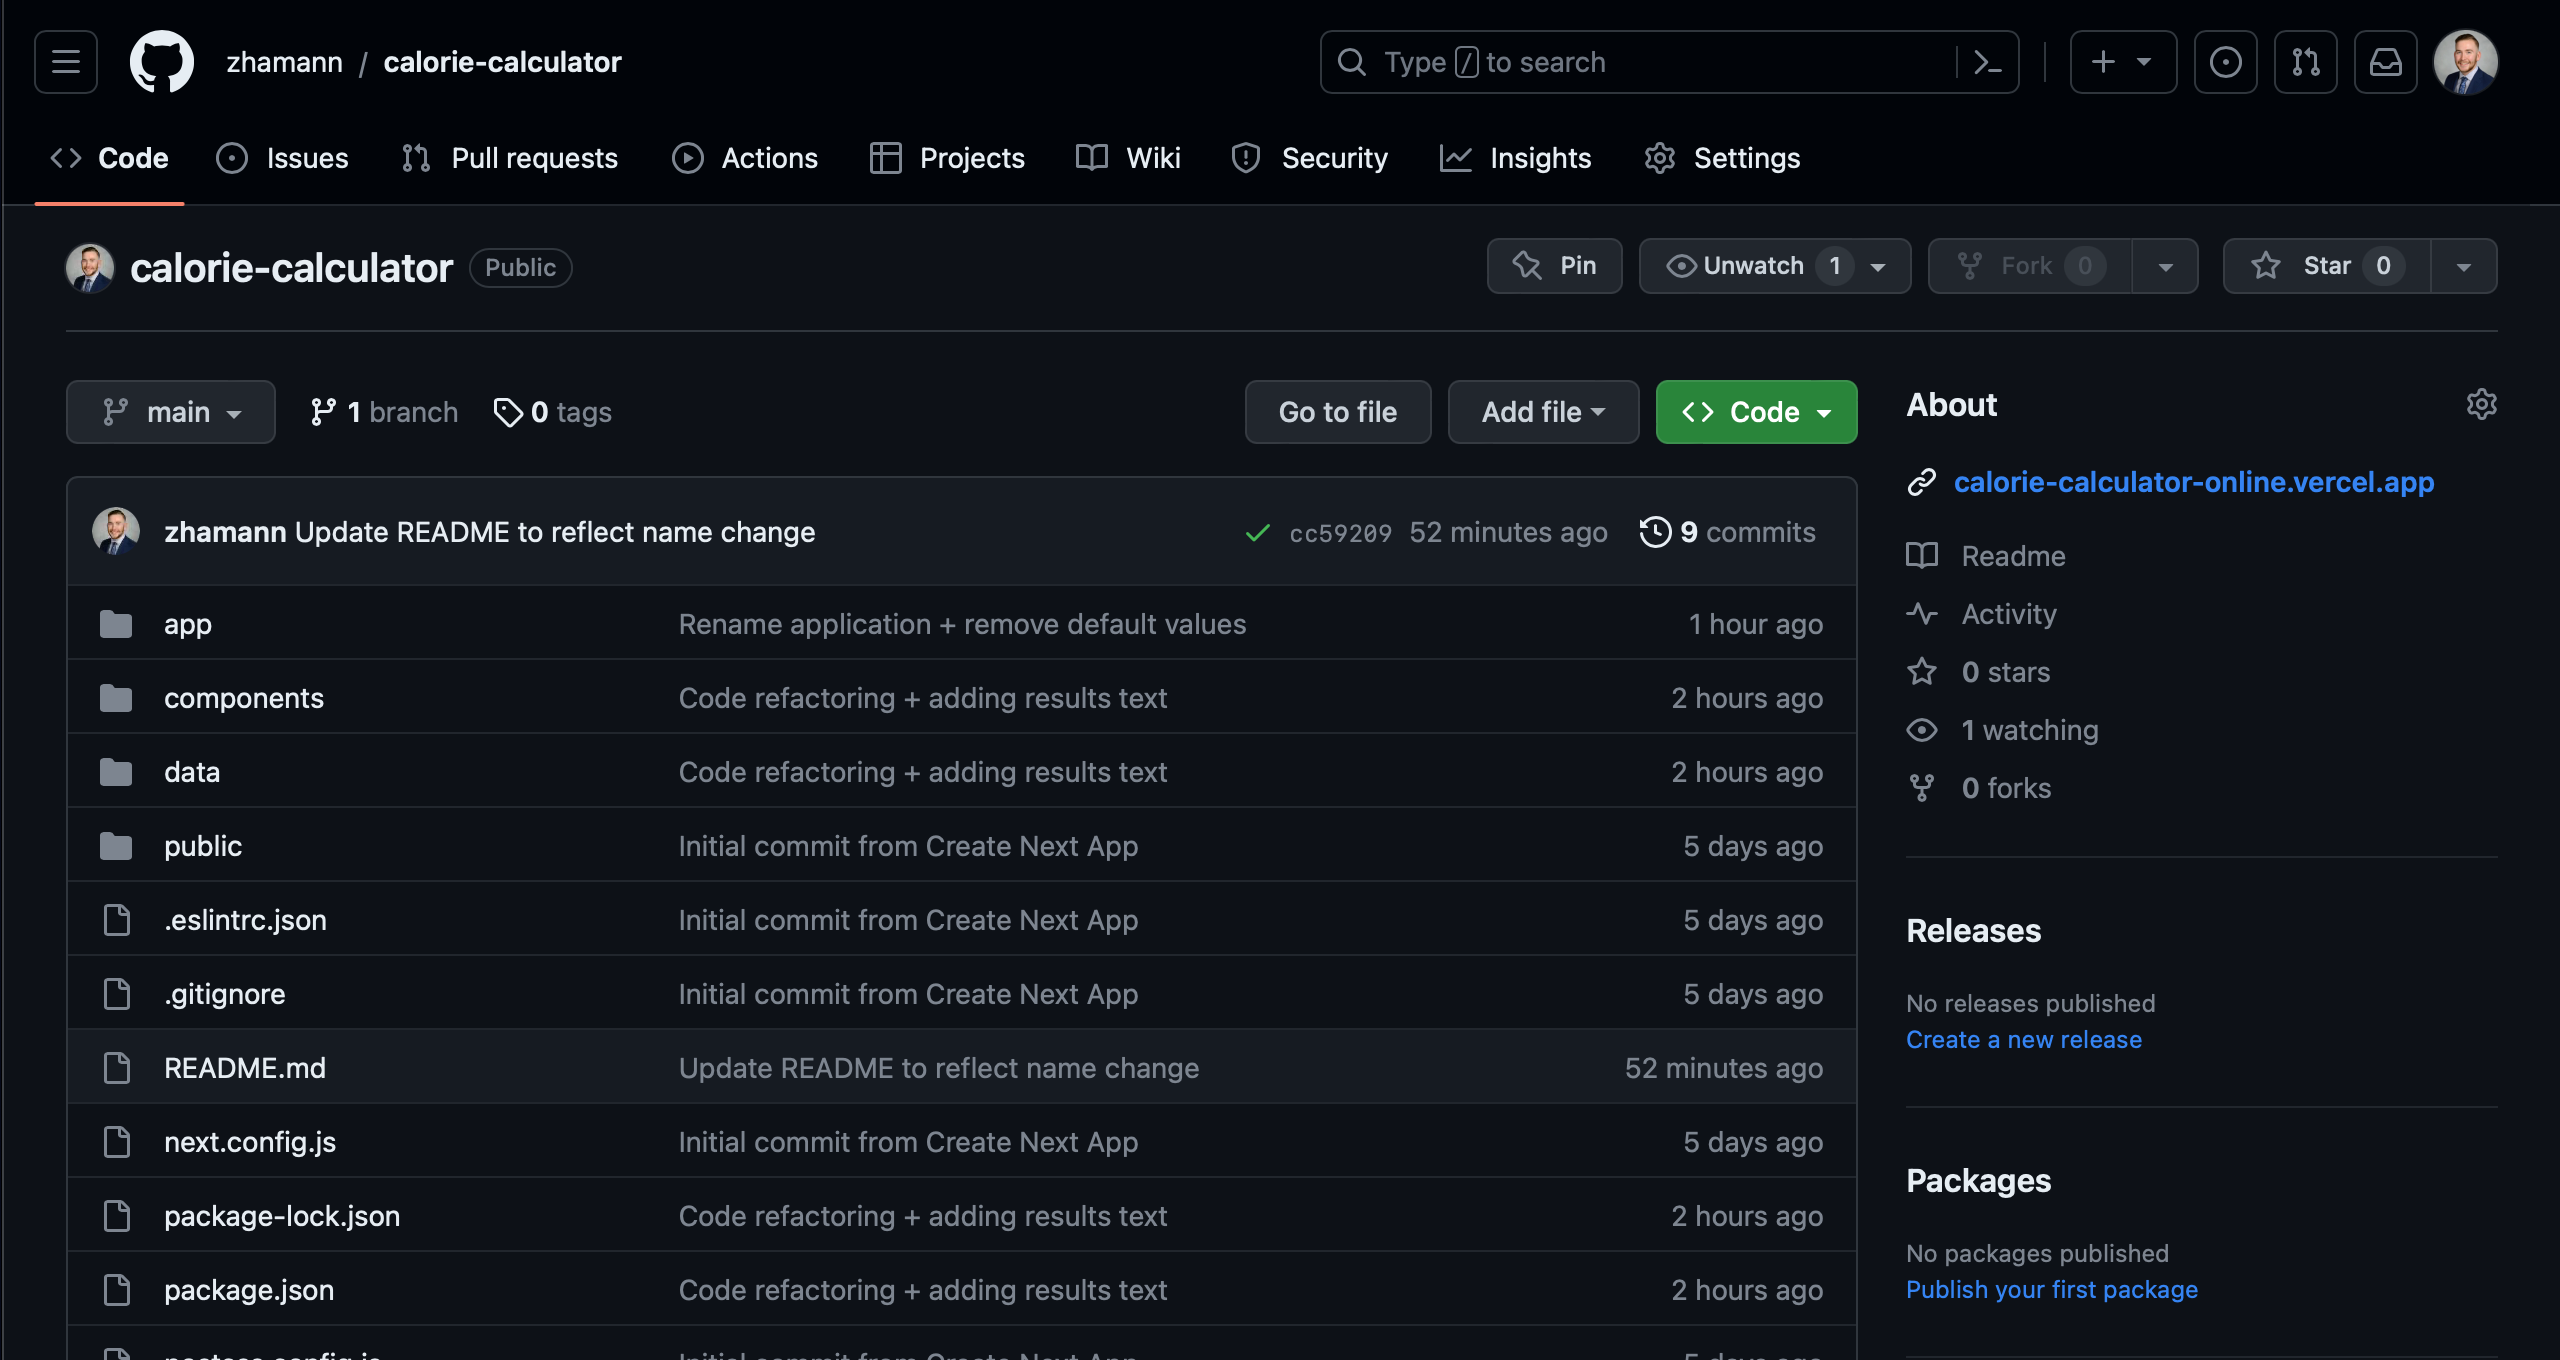 zhamann / calorie-calculator
Type / to search
Code Issues Pull requests Actions Projects Wiki Security Insights Settings
calorie-calculator Public
Pin Unwatch 1 Fork 0 Star 0
main 1 branch 0 tags
Go to file Add file Code
zhamann Update README to reflect name change cc59209 52 minutes ago 9 commits
app Rename application + remove default values 1 hour ago
components Code refactoring + adding results text 2 hours ago
data Code refactoring + adding results text 2 hours ago
public Initial commit from Create Next App 5 days ago
.eslintrc.json Initial commit from Create Next App 5 days ago
.gitignore Initial commit from Create Next App 5 days ago
README.md Update README to reflect name change 52 minutes ago
next.config.js Initial commit from Create Next App 5 days ago
package-lock.json Code refactoring + adding results text 2 hours ago
package.json Code refactoring + adding results text 2 hours ago
About
calorie-calculator-online.vercel.app
Readme
Activity
0 stars
1 watching
0 forks
Releases
No releases published
Create a new release
Packages
No packages published
Publish your first package